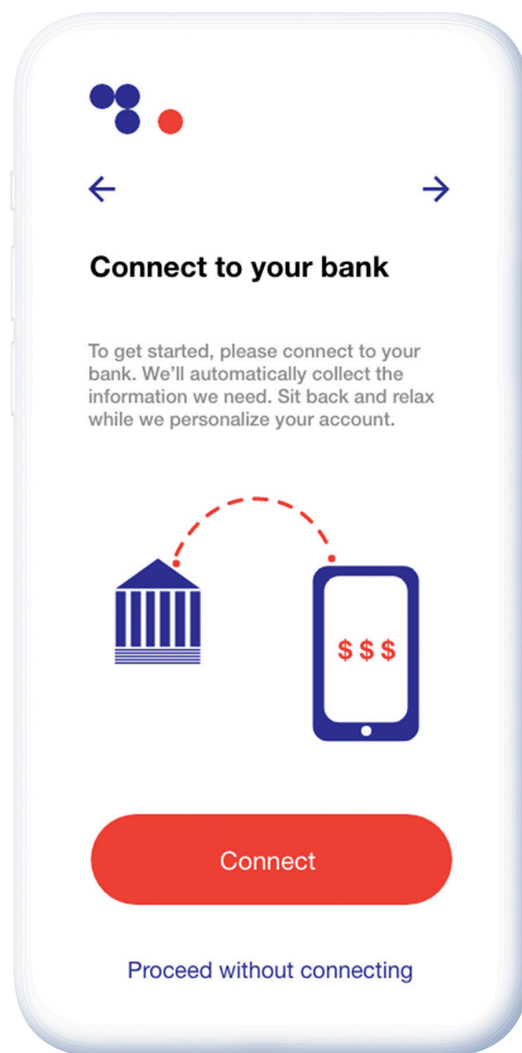 Connect to your bank
To get started, please connect to your
bank. We’ll automatically collect the
information we need. Sit back and relax
while we personalize your account.
$ $ $
Connect
Proceed without connecting